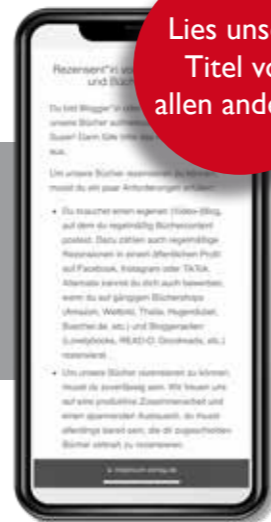 Lies unse
Titel vo
allen ande
Rezensent*in vo
und Büch
Du bist Blogger*in
unsere Bücher
Super! Dann fülle
aus.
Um unsere Bücher rezensieren zu können,
musst du ein paar Anforderungen erfüllen:
• Du brauchst einen eigenen (Video-)Blog,
auf dem du regelmäßig Büchercontent
postest. Dazu zählen auch regelmäßige
Rezensionen in einem öffentlichen Profil
auf Facebook, Instagram oder TikTok.
Alternativ kannst du dich auch bewerben,
wenn du auf gängigen Büchershops
(Amazon, Weltbild, Thalia, Hugendubel,
Buecher.de, etc.) und Bloggerseiten
(Lovelybooks, READ-O, Goodreads, etc.)
rezensierst.
• Um unsere Bücher rezensieren zu können,
musst du zuverlässig sein. Wir freuen uns
auf eine produktive Zusammenarbeit und
einen spannenden Austausch, du musst
allerdings bereit sein, die dir zugeschickten
Bücher zeitnah zu rezensieren.